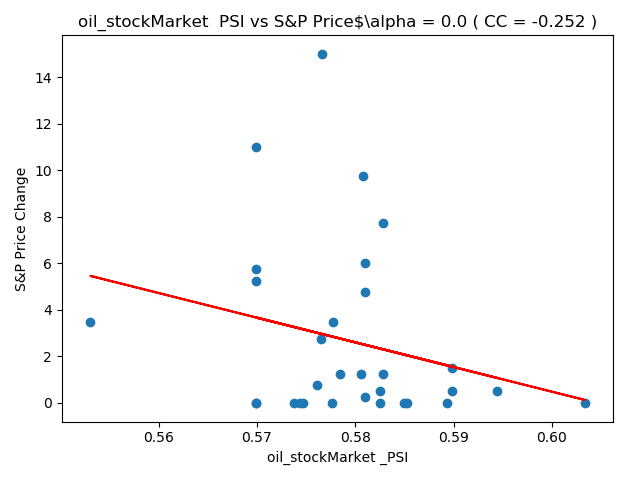 oil_stockMarket  PSI vs S&P Price$\alpha = 0.0 ( CC = -0.252 )
14
12
10
8
6
4
2
0
S&P Price Change
0.56 0.57 0.58 0.59 0.60
oil_stockMarket _PSI